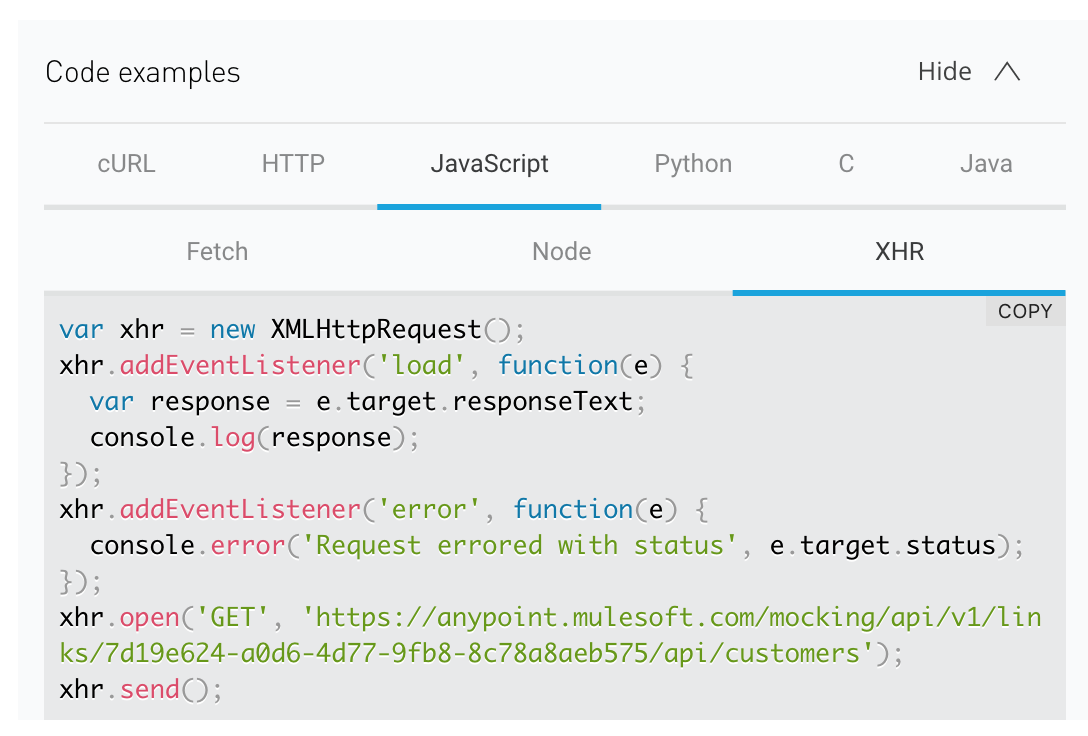 Code examples
Hide
cURL HTTP JavaScript Python C Java
Fetch Node XHR
COPY
var xhr = new XMLHttpRequest();
xhr.addEventListener('load', function(e) {
  var response = e.target.responseText;
  console.log(response);
});
xhr.addEventListener('error', function(e) {
  console.error('Request errored with status', e.target.status);
});
xhr.open('GET', 'https://anypoint.mulesoft.com/mocking/api/v1/lin
ks/7d19e624-a0d6-4d77-9fb8-8c78a8aeb575/api/customers');
xhr.send();